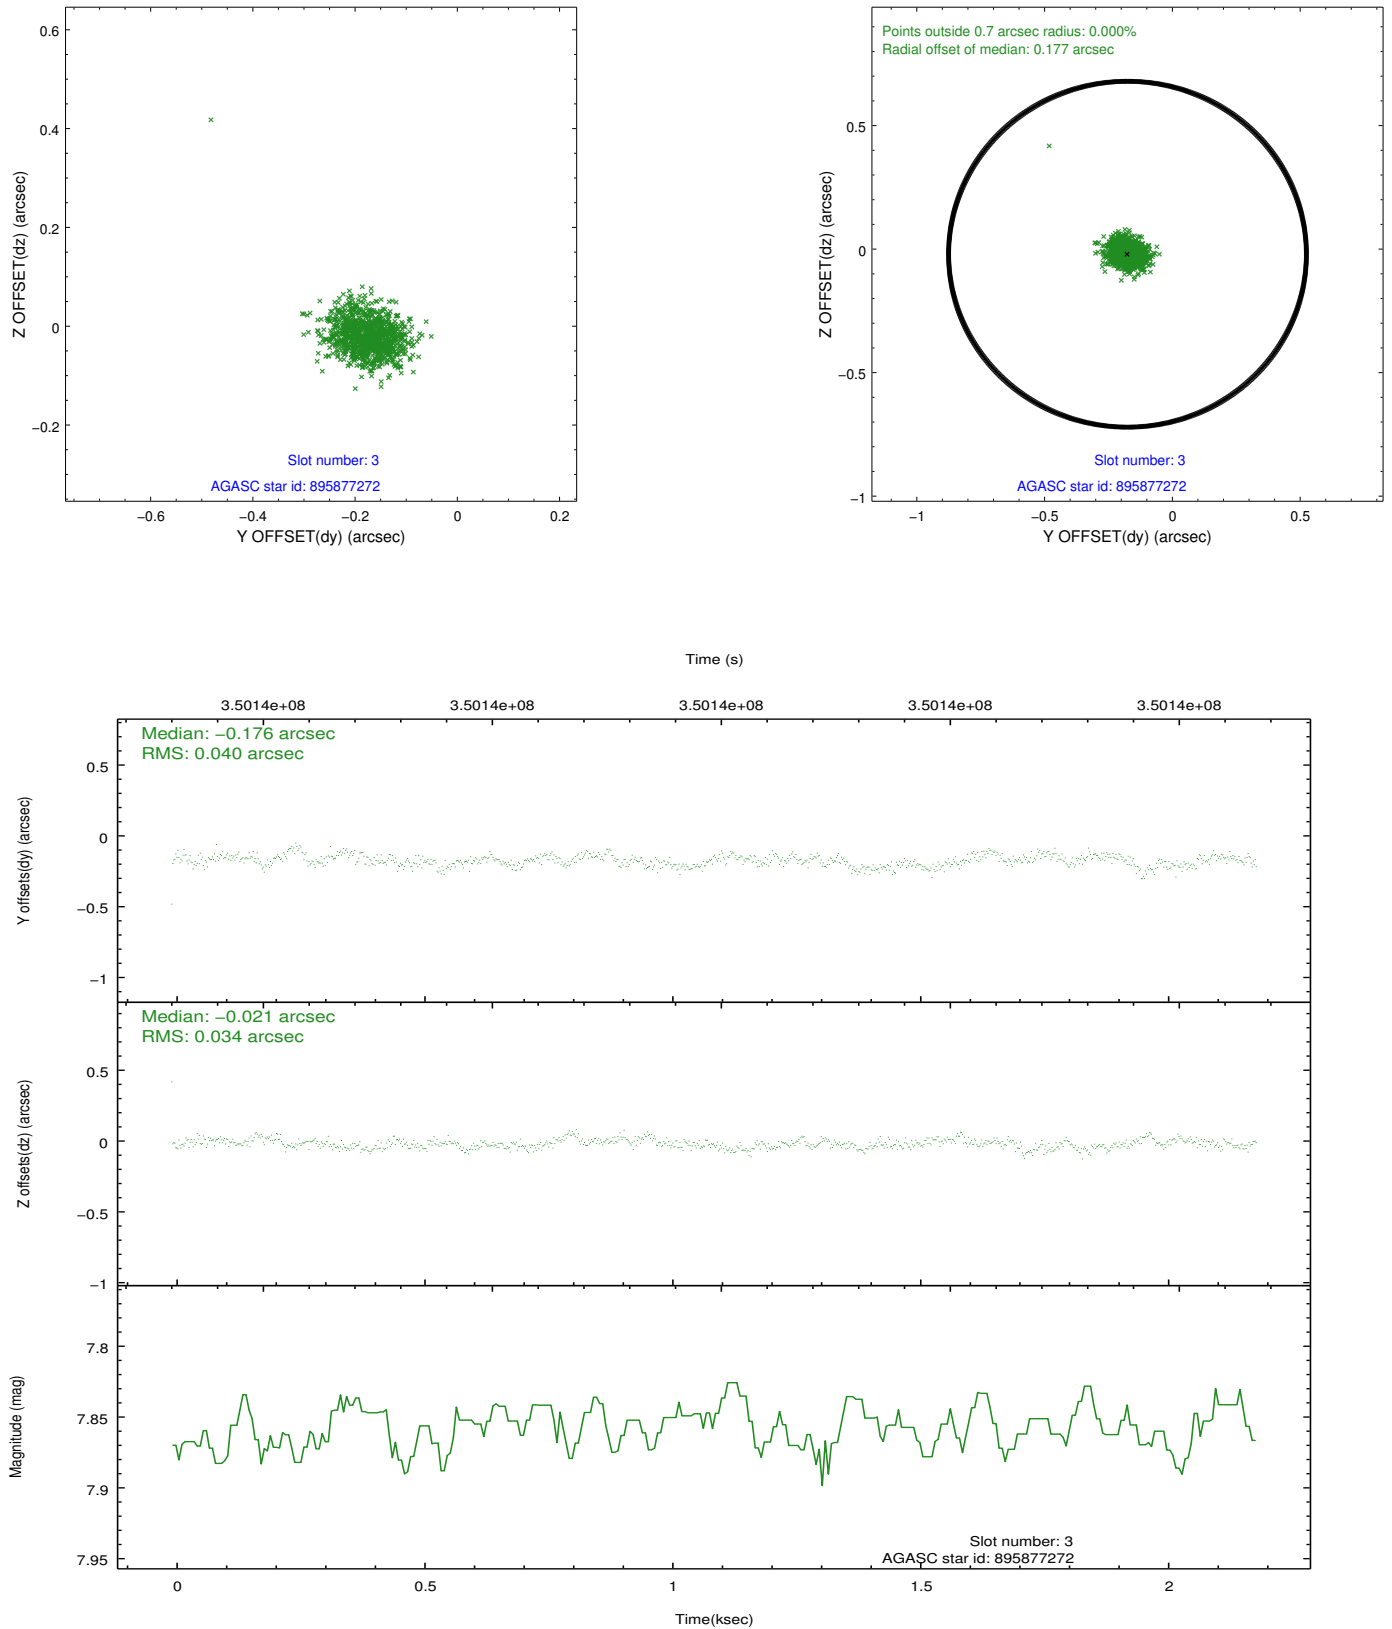 0.6
0.4
0.2
0
−0.2
Z OFFSET(dz) (arcsec)
Slot number: 3
AGASC star id: 895877272
−0.6 −0.4 −0.2 0 0.2
Y OFFSET(dy) (arcsec)
Points outside 0.7 arcsec radius: 0.000%
Radial offset of median: 0.177 arcsec
0.5
0
−0.5
−1
Z OFFSET(dz) (arcsec)
Slot number: 3
AGASC star id: 895877272
−1 −0.5 0 0.5
Y OFFSET(dy) (arcsec)
Time (s)
3.5014e+08 3.5014e+08 3.5014e+08 3.5014e+08 3.5014e+08
Median: −0.176 arcsec
RMS: 0.040 arcsec
0.5
0
−0.5
−1
Y offsets(dy) (arcsec)
Median: −0.021 arcsec
RMS: 0.034 arcsec
0.5
0
−0.5
−1
Z offsets(dz) (arcsec)
7.8
7.85
7.9
7.95
Magnitude (mag)
Slot number: 3
AGASC star id: 895877272
0 0.5 1 1.5 2
Time(ksec)